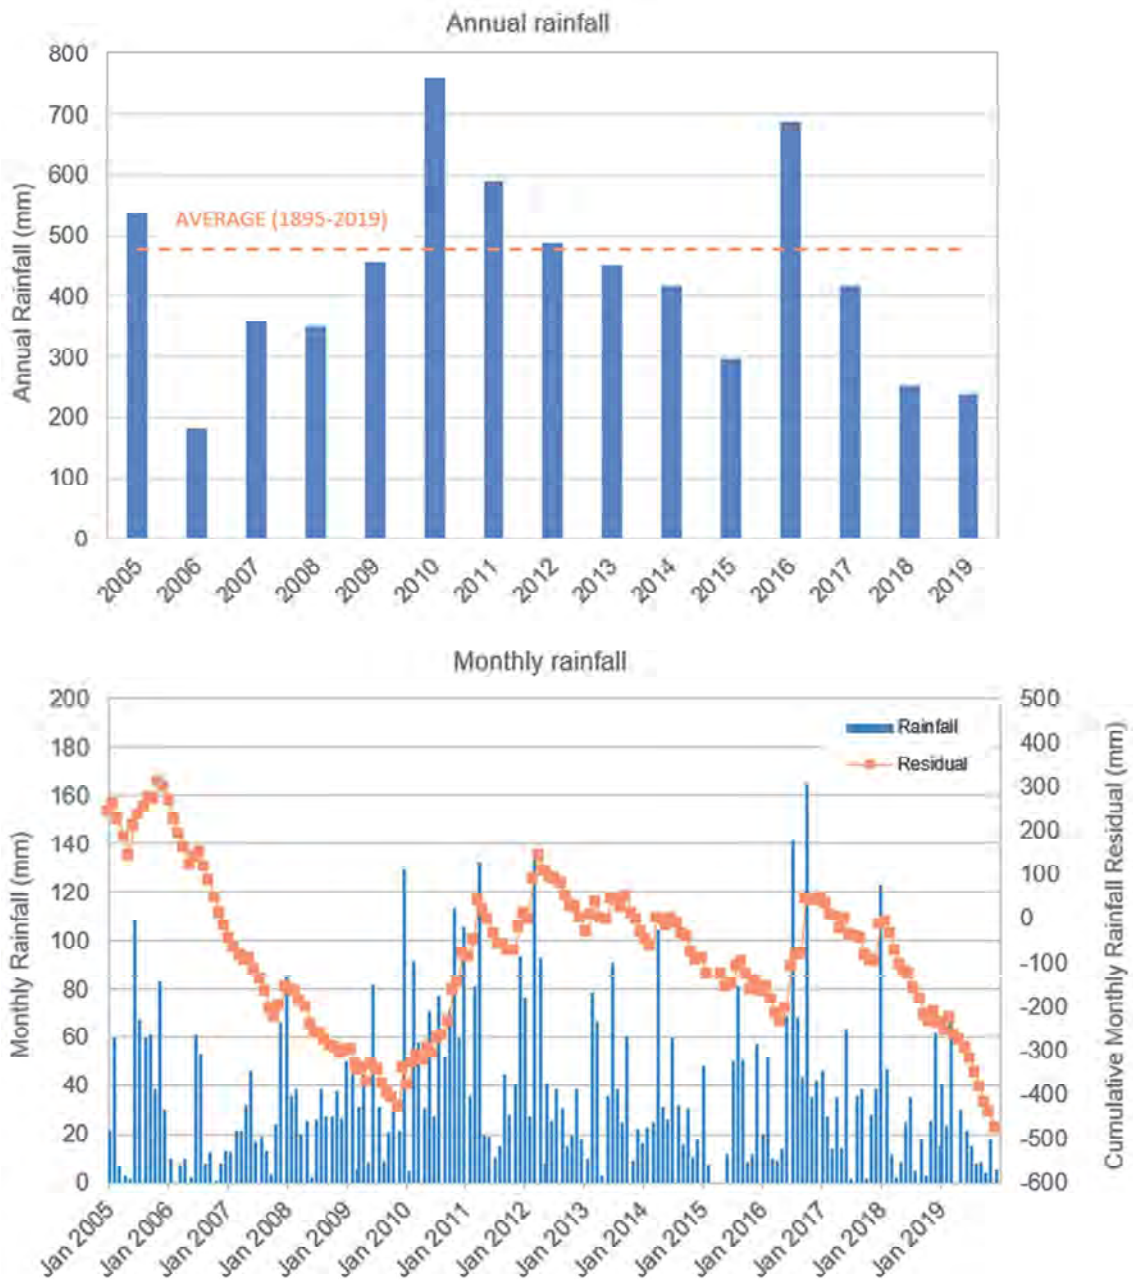 Annual rainfall
Annual Rainfall (mm)
800
700
600
500
400
300
200
100
0
AVERAGE (1895-2019)
2005
2006
2007
2008
2009
2010
2011
2012
2013
2014
2015
2016
2017
2018
2019
Monthly rainfall
Monthly Rainfall (mm)
200
180
160
140
120
100
80
60
40
20
0
Rainfall
Residual
500
400
300
200
100
0
-100
-200
-300
-400
-500
-600
Cumulative Monthly Rainfall Residual (mm)
Jan 2005
Jan 2006
Jan 2007
Jan 2008
Jan 2009
Jan 2010
Jan 2011
Jan 2012
Jan 2013
Jan 2014
Jan 2015
Jan 2016
Jan 2017
Jan 2018
Jan 2019